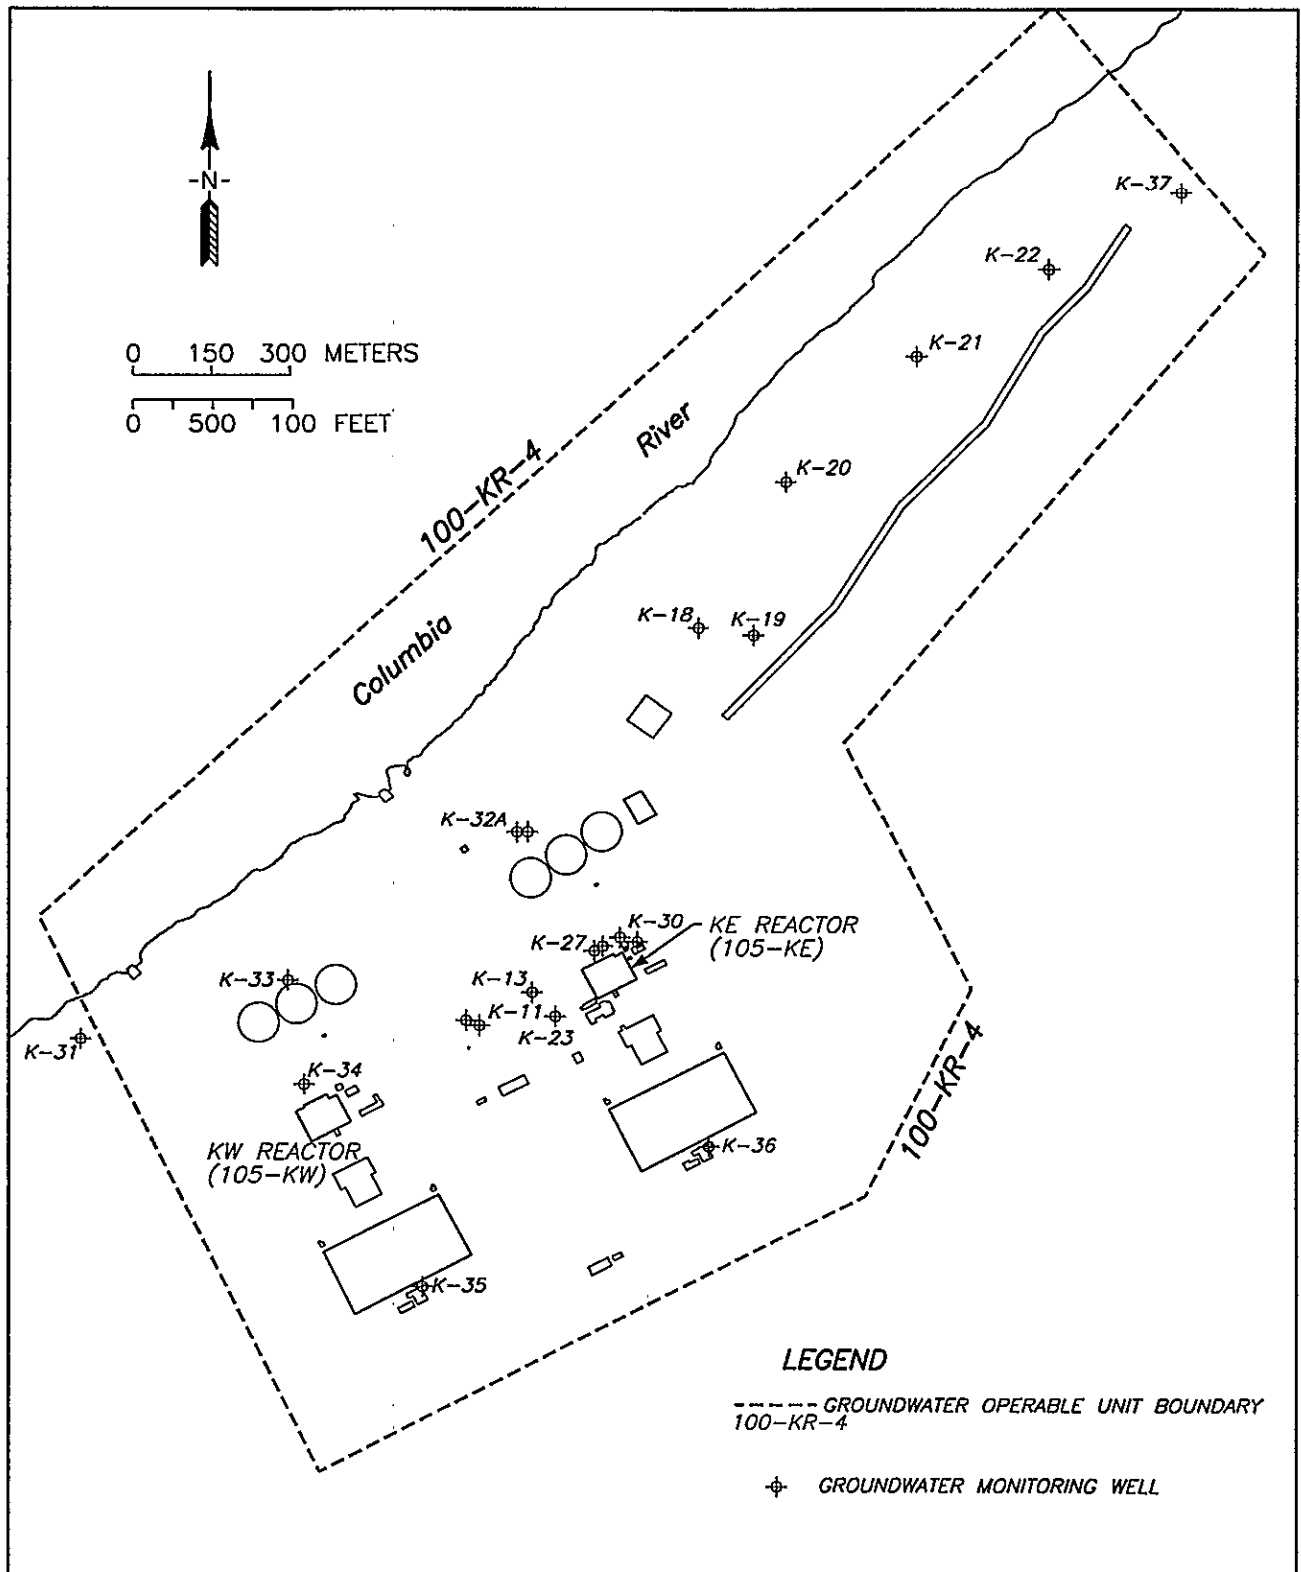 -N-
K-37
K-22
0 150 300 METERS
0 500 100 FEET
K-21
River
100-KR-4
K-20
K-18
K-19
Columbia
K-32A
K-30
KE REACTOR
(105-KE)
K-27
K-33
K-13
K-11
K-23
K-31
K-34
100-KR-4
KW REACTOR
(105-KW)
K-36
K-35
LEGEND
GROUNDWATER OPERABLE UNIT BOUNDARY
100-KR-4
GROUNDWATER MONITORING WELL